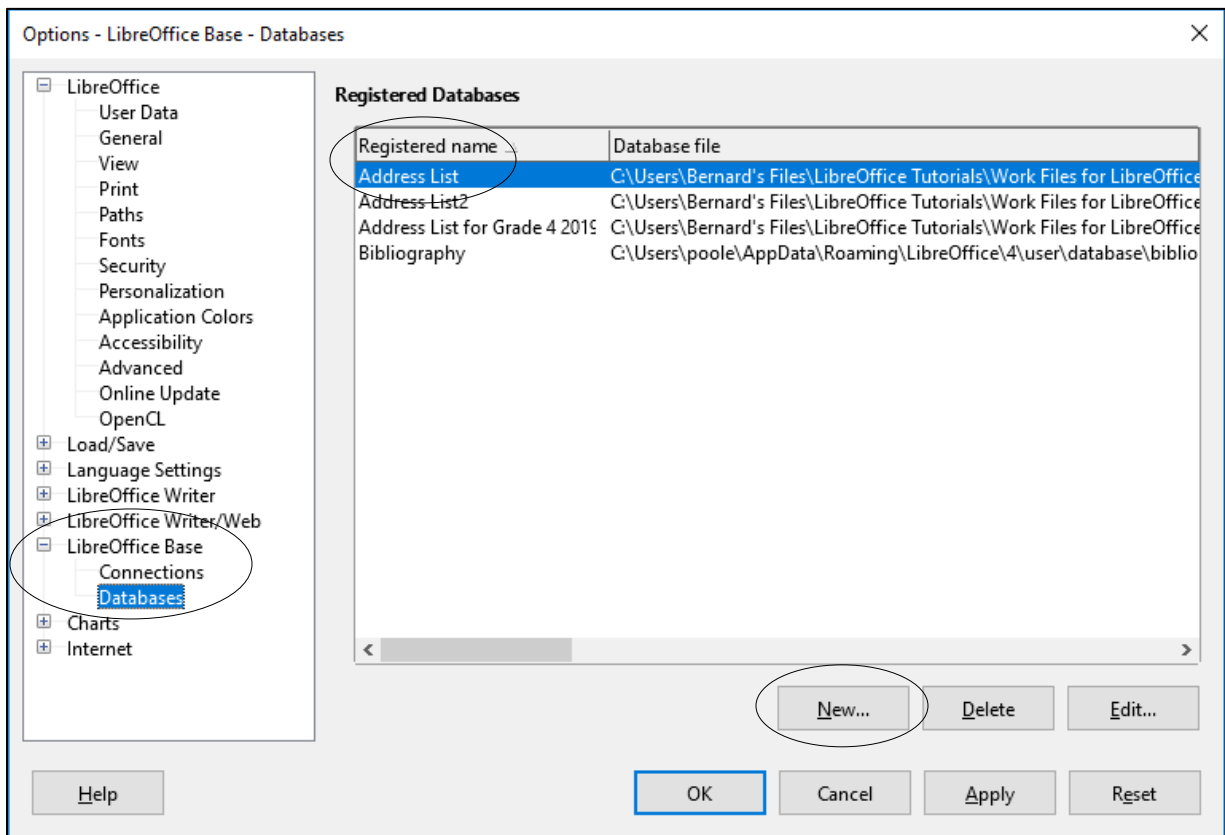 Options - LibreOffice Base - Databases
LibreOffice
User Data
General
View
Print
Paths
Fonts
Security
Personalization
Application Colors
Accessibility
Advanced
Online Update
OpenCL
Load/Save
Language Settings
LibreOffice Writer
LibreOffice Writer/Web
LibreOffice Base
Connections
Databases
Charts
Internet
Registered Databases
Registered name Database file
Address List C:\Users\Bernard's Files\LibreOffice Tutorials\Work Files for LibreOffice
Address List2 C:\Users\Bernard's Files\LibreOffice Tutorials\Work Files for LibreOffice
Address List for Grade 4 2019 C:\Users\Bernard's Files\LibreOffice Tutorials\Work Files for LibreOffice
Bibliography C:\Users\poole\AppData\Roaming\LibreOffice\4\user\database\biblio
New... Delete Edit...
Help OK Cancel Apply Reset